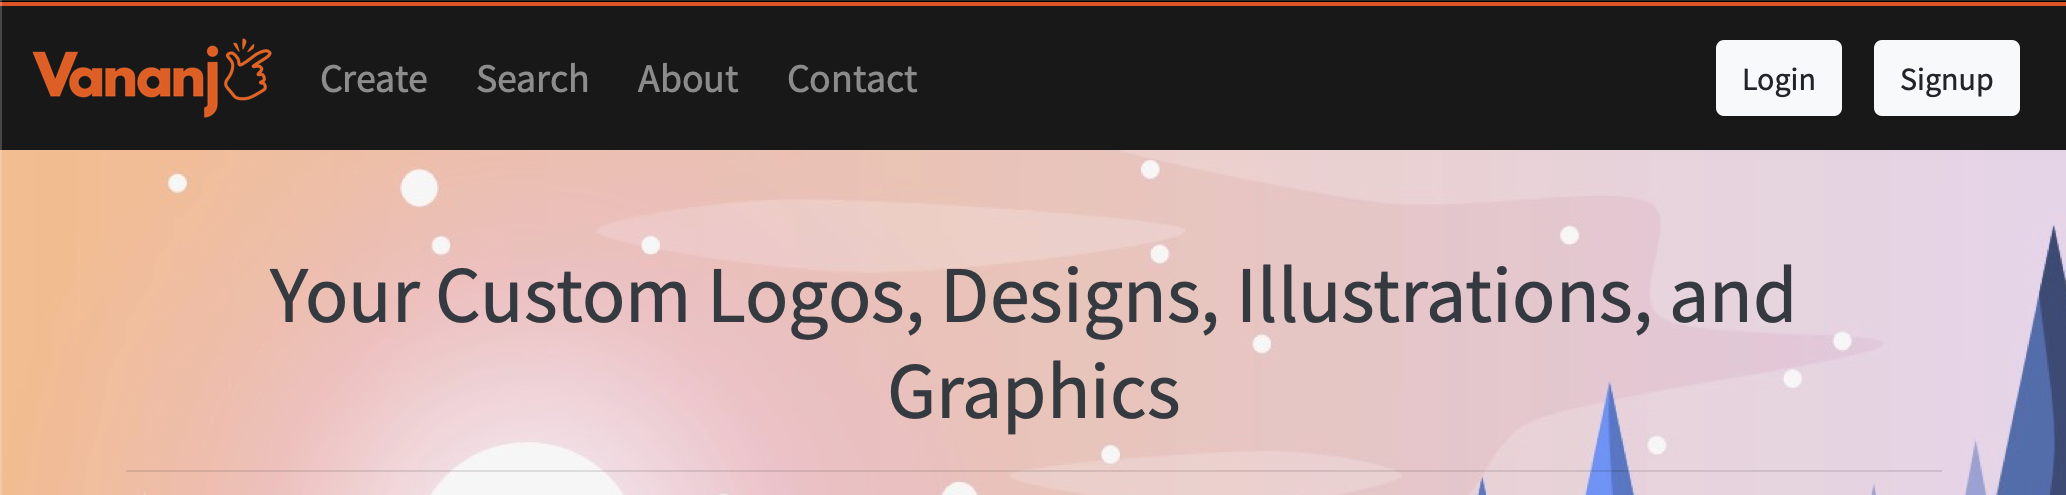 Vananj Create Search About Contact Login Signup
Your Custom Logos, Designs, Illustrations, and
Graphics